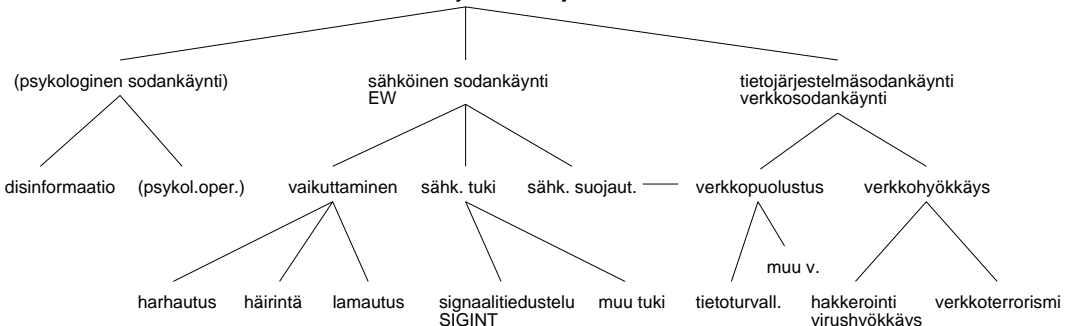 (psykologinen sodankäynti) sähköinen sodankäynti tietojärjestelmäsodankäynti
EW verkkosodankäynti
disinformaatio (psykol.oper.) vaikuttaminen sähk. tuki sähk. suojaut. verkkopuolustus verkkohyökkäys
muu v.
harhautus häirintä lamautus signaalitiedustelu muu tuki tietoturvall. hakkerointi verkkoterrorismi
SIGINT virushyökkäys